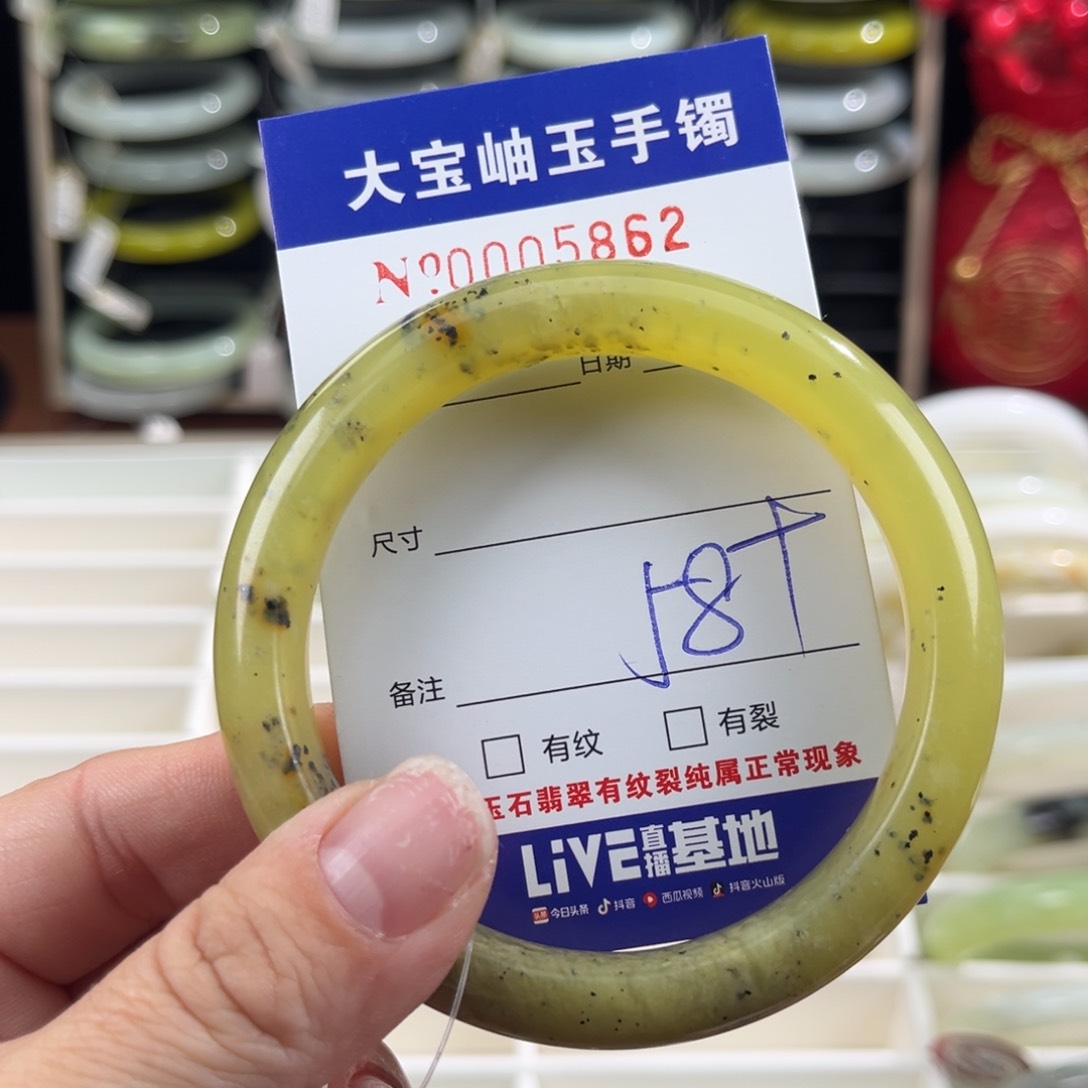 大宝岫玉手镯
№0005862
日期
尺寸
备注
有纹 有裂
玉石翡翠有纹裂纯属正常现象
LiVE直播基地
头条 今日头条 抖音 西瓜视频 抖音火山版